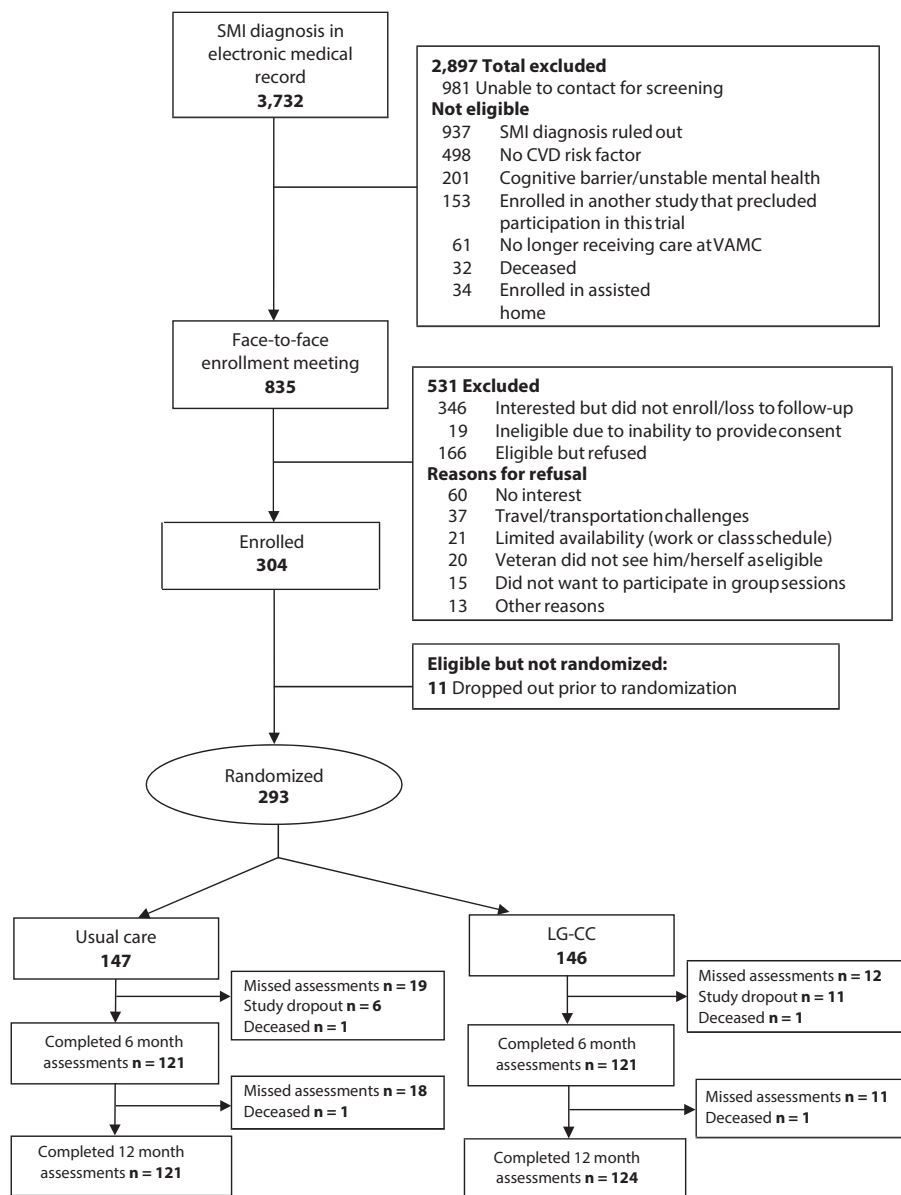 SMI diagnosis in
electronic medical
record
3,732
2,897 Total excluded
981 Unable to contact for screening
Not eligible
937 SMI diagnosis ruled out
498 No CVD risk factor
201 Cognitive barrier/unstable mental health
153 Enrolled in another study that precluded
participation in this trial
61 No longer receiving care at VAMC
32 Deceased
34 Enrolled in assisted
home
Face-to-face
enrollment meeting
835
531 Excluded
346 Interested but did not enroll/loss to follow-up
19 Ineligible due to inability to provide consent
166 Eligible but refused
Reasons for refusal
60 No interest
37 Travel/transportation challenges
21 Limited availability (work or class schedule)
20 Veteran did not see him/herself as eligible
15 Did not want to participate in group sessions
13 Other reasons
Enrolled
304
Eligible but not randomized:
11 Dropped out prior to randomization
Randomized
293
Usual care
147
Missed assessments n = 19
Study dropout n = 6
Deceased n = 1
Completed 6 month
assessments n = 121
Missed assessments n = 18
Deceased n = 1
Completed 12 month
assessments n = 121
LG-CC
146
Missed assessments n = 12
Study dropout n = 11
Deceased n = 1
Completed 6 month
assessments n = 121
Missed assessments n = 11
Deceased n = 1
Completed 12 month
assessments n = 124